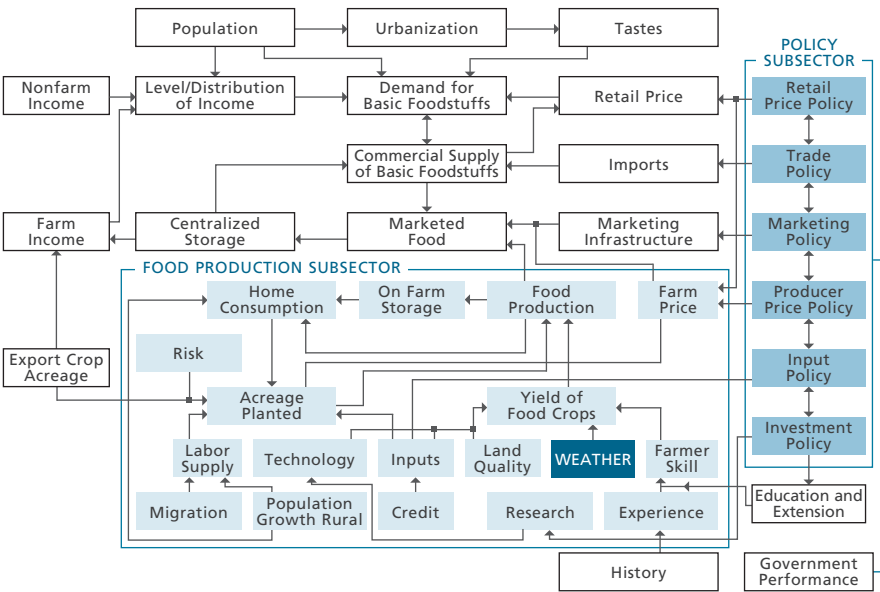 Population
Urbanization
Tastes
POLICY
SUBSECTOR
Nonfarm
Income
Level/Distribution
of Income
Demand for
Basic Foodstuffs
Retail Price
Retail
Price Policy
Commercial Supply
of Basic Foodstuffs
Imports
Trade
Policy
Farm
Income
Centralized
Storage
Marketed
Food
Marketing
Infrastructure
Marketing
Policy
FOOD PRODUCTION SUBSECTOR
Home
Consumption
On Farm
Storage
Food
Production
Farm
Price
Producer
Price Policy
Export Crop
Acreage
Risk
Input
Policy
Acreage
Planted
Yield of
Food Crops
Investment
Policy
Labor
Supply
Technology
Inputs
Land
Quality
WEATHER
Farmer
Skill
Migration
Population
Growth Rural
Credit
Research
Experience
Education and
Extension
History
Government
Performance